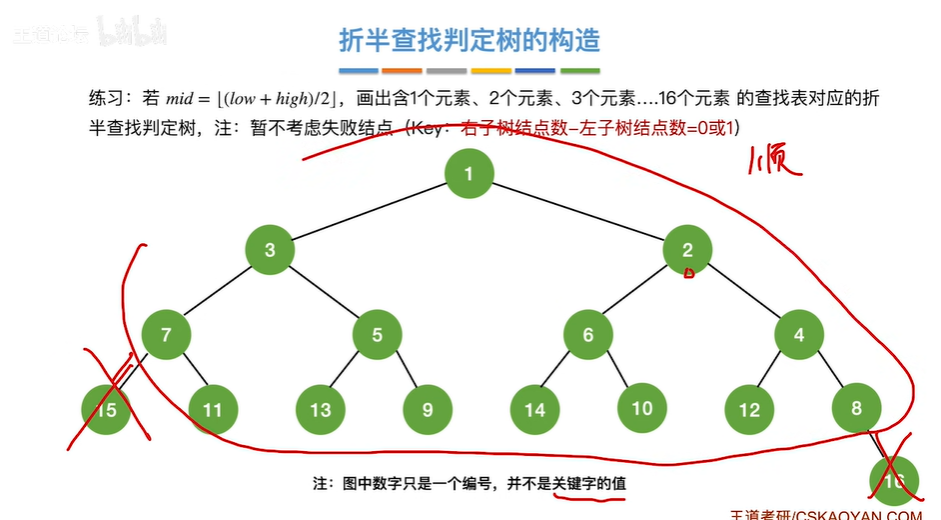 王道论坛 bilibili
折半查找判定树的构造
练习：若 mid = ⌊(low + high)/2⌋，画出含1个元素、2个元素、3个元素….16个元素 的查找表对应的折
半查找判定树，注：暂不考虑失败结点（Key：右子树结点数–左子树结点数=0或1）
1
3 2
7 5 6 4
15 11 13 9 14 10 12 8
16
注：图中数字只是一个编号，并不是关键字的值
王道考研/CSKAOYAN.COM